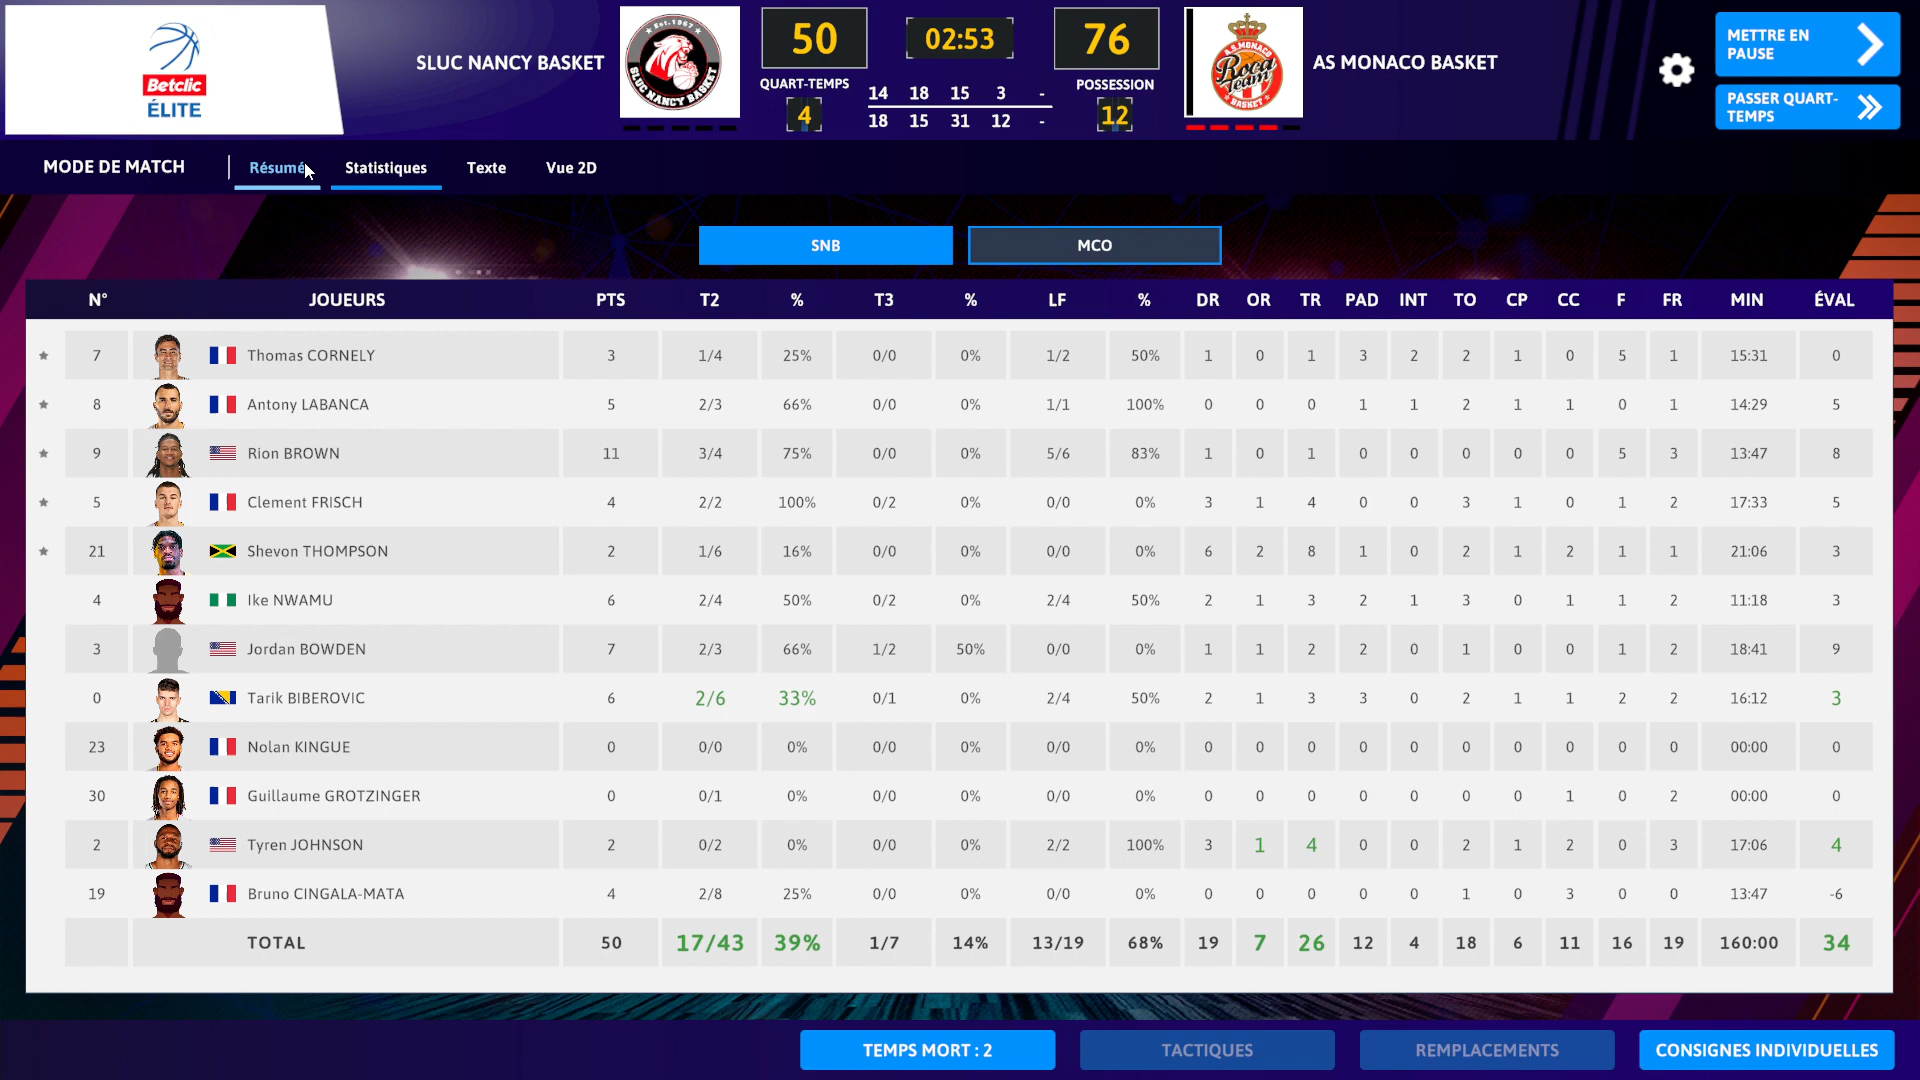 Betclic
ÉLITE
SLUC NANCY BASKET
Est. 1967
SLUC NANCY BASKET
50
02:53
76
A.S. MONACO
Roca
Team
BASKET
AS MONACO BASKET
QUART-TEMPS
4
14 18 15 3 -
18 15 31 12 -
POSSESSION
12
METTRE EN
PAUSE
PASSER QUART-
TEMPS
MODE DE MATCH
Résumé
Statistiques
Texte
Vue 2D
SNB
MCO
N° JOUEURS PTS T2 % T3 % LF % DR OR TR PAD INT TO CP CC F FR MIN ÉVAL
7 Thomas CORNELY 3 1/4 25% 0/0 0% 1/2 50% 1 0 1 3 2 2 1 0 5 1 15:31 0
8 Antony LABANCA 5 2/3 66% 0/0 0% 1/1 100% 0 0 0 1 1 2 1 1 0 1 14:29 5
9 Rion BROWN 11 3/4 75% 0/0 0% 5/6 83% 1 0 1 0 0 0 0 0 5 3 13:47 8
5 Clement FRISCH 4 2/2 100% 0/2 0% 0/0 0% 3 1 4 0 0 3 1 0 1 2 17:33 5
21 Shevon THOMPSON 2 1/6 16% 0/0 0% 0/0 0% 6 2 8 1 0 2 1 2 1 1 21:06 3
4 Ike NWAMU 6 2/4 50% 0/2 0% 2/4 50% 2 1 3 2 1 3 0 1 1 2 11:18 3
3 Jordan BOWDEN 7 2/3 66% 1/2 50% 0/0 0% 1 1 2 2 0 1 0 0 1 2 18:41 9
0 Tarik BIBEROVIC 6 2/6 33% 0/1 0% 2/4 50% 2 1 3 3 0 2 1 1 2 2 16:12 3
23 Nolan KINGUE 0 0/0 0% 0/0 0% 0/0 0% 0 0 0 0 0 0 0 0 0 0 00:00 0
30 Guillaume GROTZINGER 0 0/1 0% 0/0 0% 0/0 0% 0 0 0 0 0 0 0 1 0 2 00:00 0
2 Tyren JOHNSON 2 0/2 0% 0/0 0% 2/2 100% 3 1 4 0 0 2 1 2 0 3 17:06 4
19 Bruno CINGALA-MATA 4 2/8 25% 0/0 0% 0/0 0% 0 0 0 0 0 1 0 3 0 0 13:47 -6
TOTAL 50 17/43 39% 1/7 14% 13/19 68% 19 7 26 12 4 18 6 11 16 19 160:00 34
TEMPS MORT : 2
TACTIQUES
REMPLACEMENTS
CONSIGNES INDIVIDUELLES